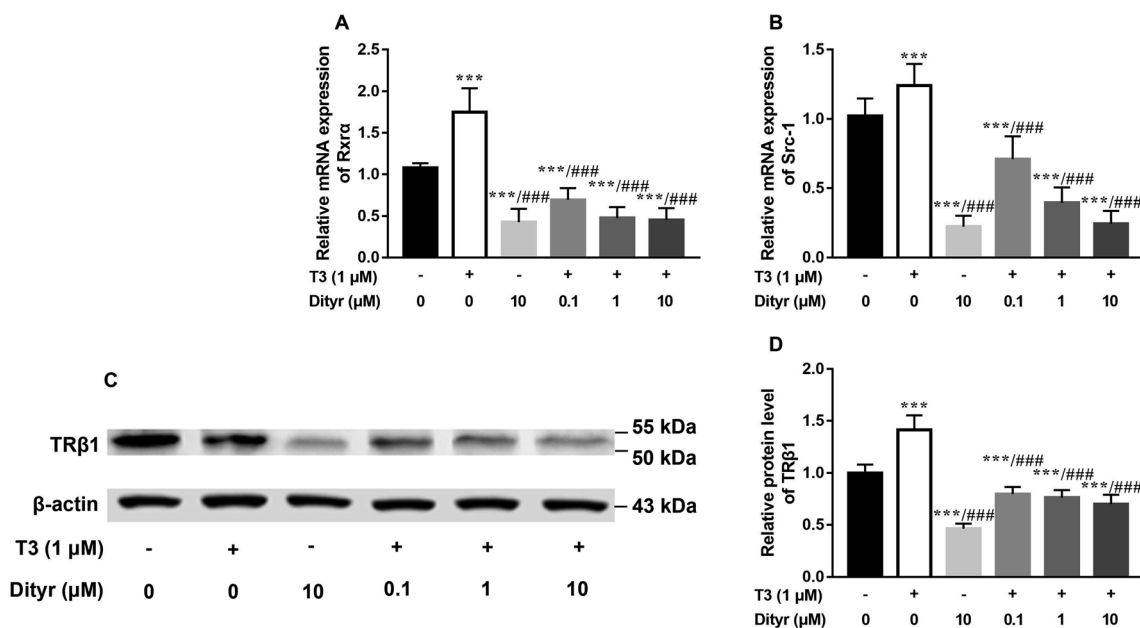 A
Relative mRNA expression
of Rxrα
2.5
2.0
1.5
1.0
0.5
0.0
***
***/###
***/###
***/###
***/###
T3 (1 μM) - + - + + +
Dityr (μM) 0 0 10 0.1 1 10
B
Relative mRNA expression
of Src-1
1.5
1.0
0.5
0.0
***
***/###
***/###
***/###
***/###
T3 (1 μM) - + - + + +
Dityr (μM) 0 0 10 0.1 1 10
C
TRβ1
55 kDa
50 kDa
β-actin
43 kDa
T3 (1 μM) - + - + + +
Dityr (μM) 0 0 10 0.1 1 10
D
Relative protein level
of TRβ1
2.0
1.5
1.0
0.5
0.0
***
***/###
***/###
***/###
***/###
T3 (1 μM) - + - + + +
Dityr (μM) 0 0 10 0.1 1 10